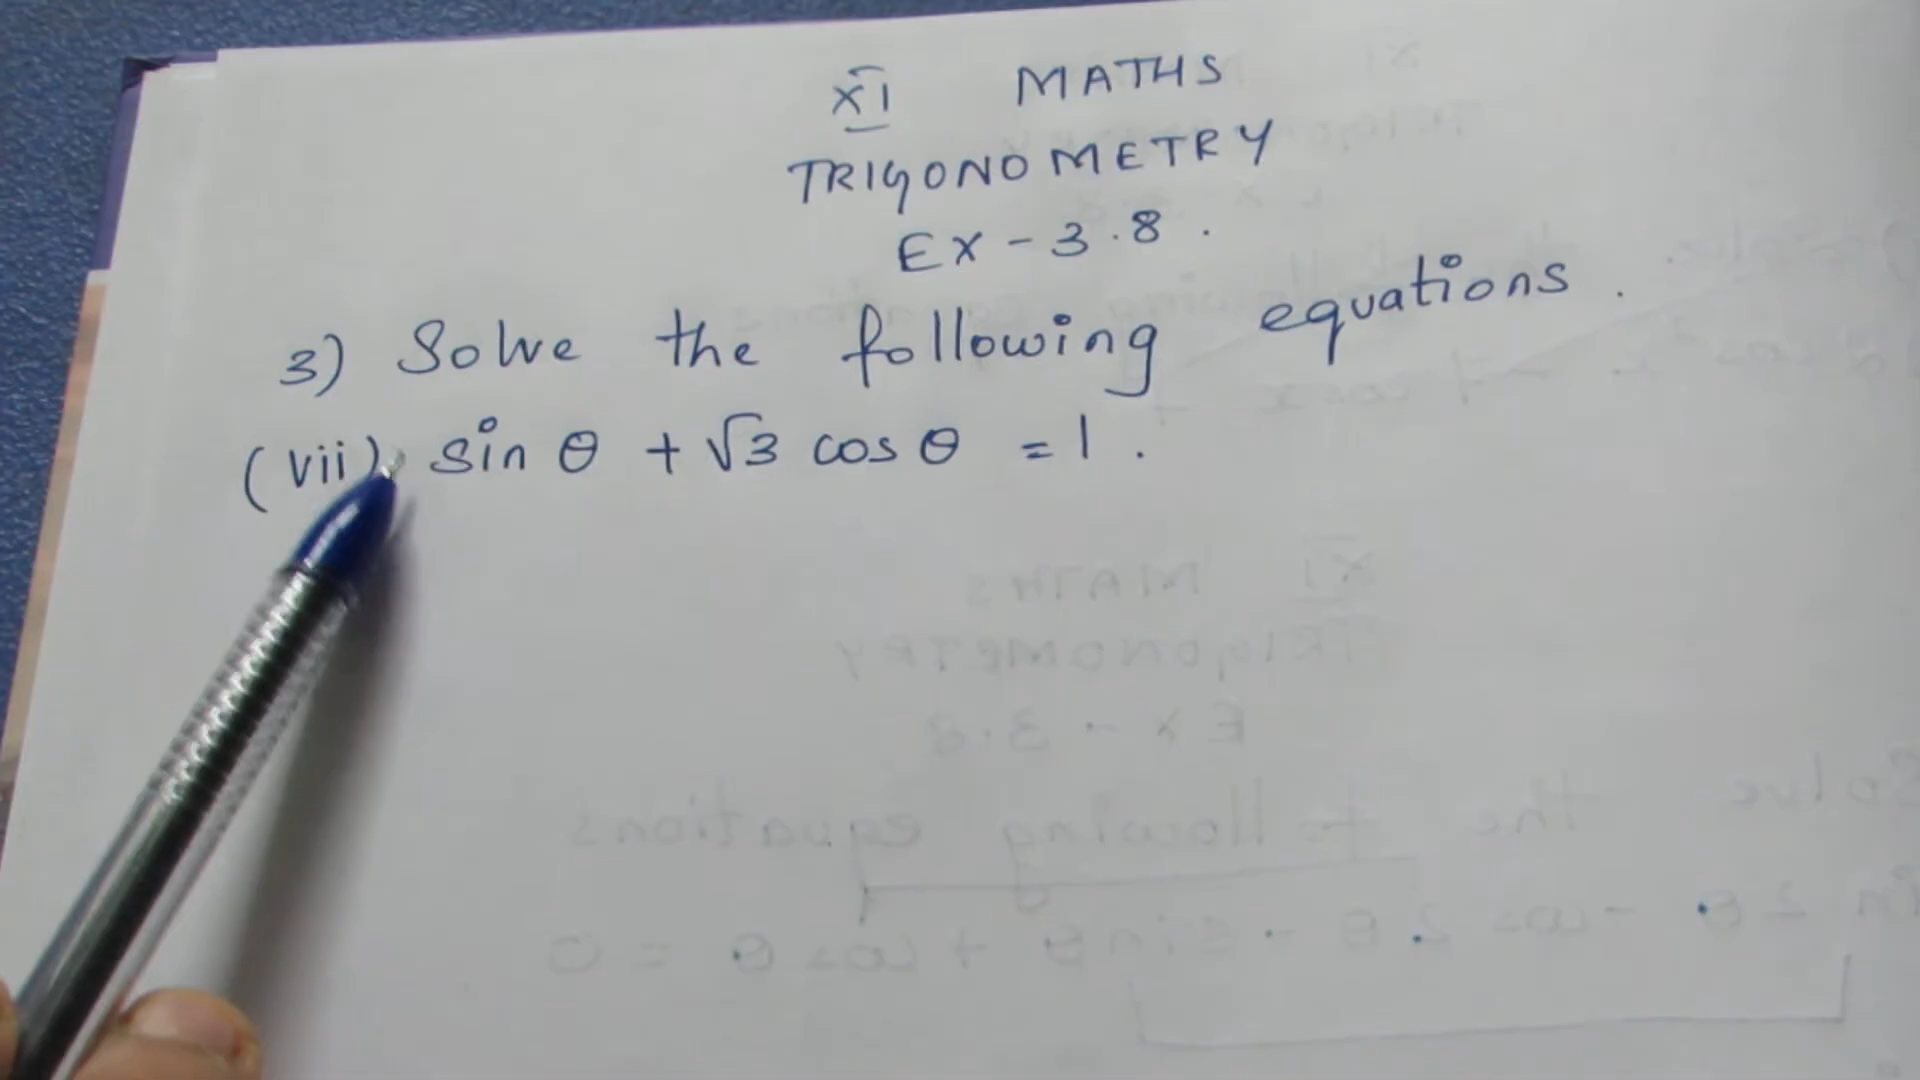 XI MATHS
TRIGONOMETRY
EX - 3.8.
3) Solve the following equations.
(vii) sin θ + √3 cos θ = 1.